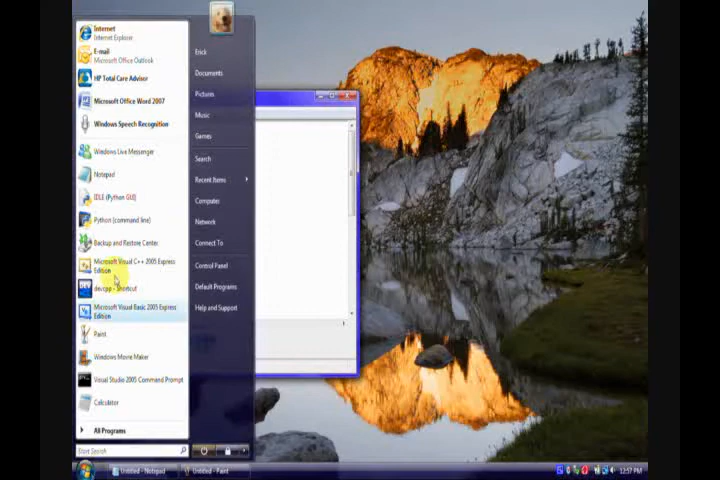 Internet
Internet Explorer
E-mail
Microsoft Office Outlook
HP Total Care Advisor
Microsoft Office Word 2007
Windows Speech Recognition
Windows Live Messenger
Notepad
IDLE (Python GUI)
Python (command line)
Backup and Restore Center
Microsoft Visual C++ 2005 Express
Edition
devcpp - Shortcut
Microsoft Visual Basic 2005 Express
Edition
Paint
Windows Movie Maker
Visual Studio 2005 Command Prompt
Calculator
All Programs
Start Search
Erick
Documents
Pictures
Music
Games
Search
Recent Items
Computer
Network
Connect To
Control Panel
Default Programs
Help and Support
Untitled - Notepad
Untitled - Paint
12:57 PM